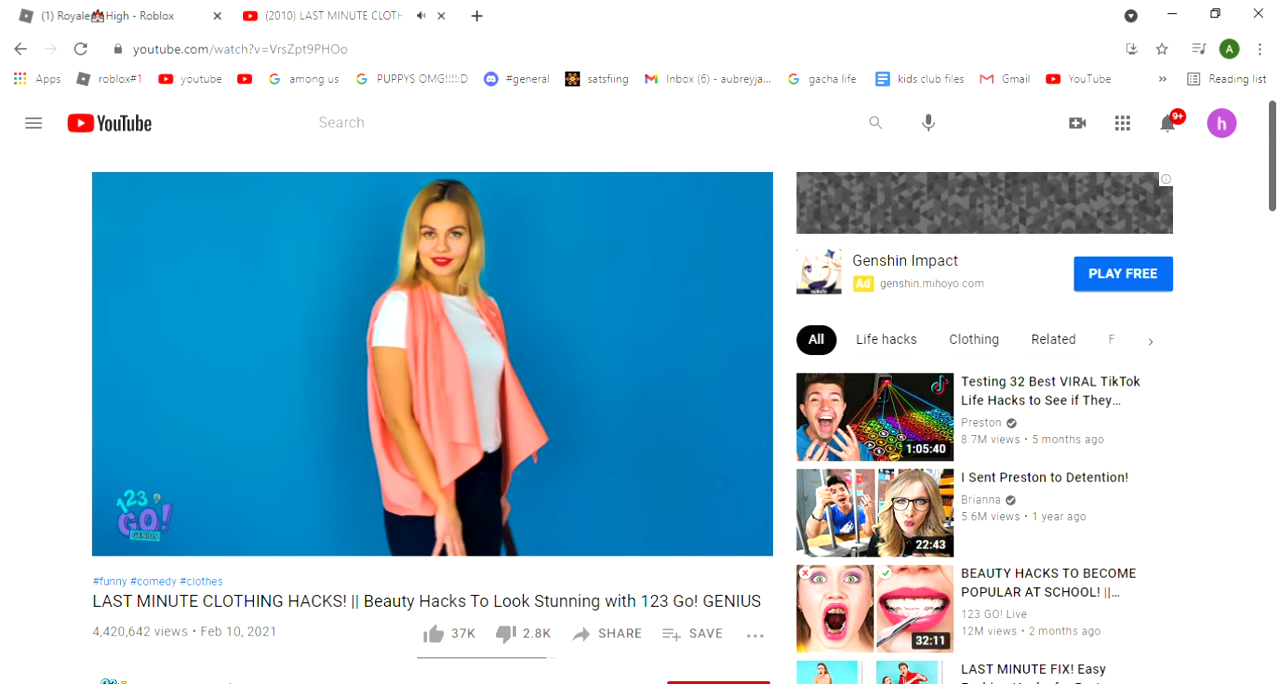 (1) Royale🏰High - Roblox
(2010) LAST MINUTE CLOTH
youtube.com/watch?v=VrsZpt9PHOo
A
Apps roblox#1 youtube among us PUPPYS OMG!!!!:D #general satsfiing Inbox (6) - aubreyja... gacha life kids club files Gmail YouTube » Reading list
YouTube
Search
9+
h
123 GO!
GENIUS
Genshin Impact
Ad genshin.mihoyo.com
PLAY FREE
All Life hacks Clothing Related F
Testing 32 Best VIRAL TikTok
Life Hacks to See if They…
Preston
8.7M views • 5 months ago
1:05:40
I Sent Preston to Detention!
Brianna
5.6M views • 1 year ago
22:43
BEAUTY HACKS TO BECOME
POPULAR AT SCHOOL! ||…
123 GO! Live
12M views • 2 months ago
32:11
LAST MINUTE FIX! Easy
#funny #comedy #clothes
LAST MINUTE CLOTHING HACKS! || Beauty Hacks To Look Stunning with 123 Go! GENIUS
4,420,642 views • Feb 10, 2021
37K 2.8K SHARE SAVE